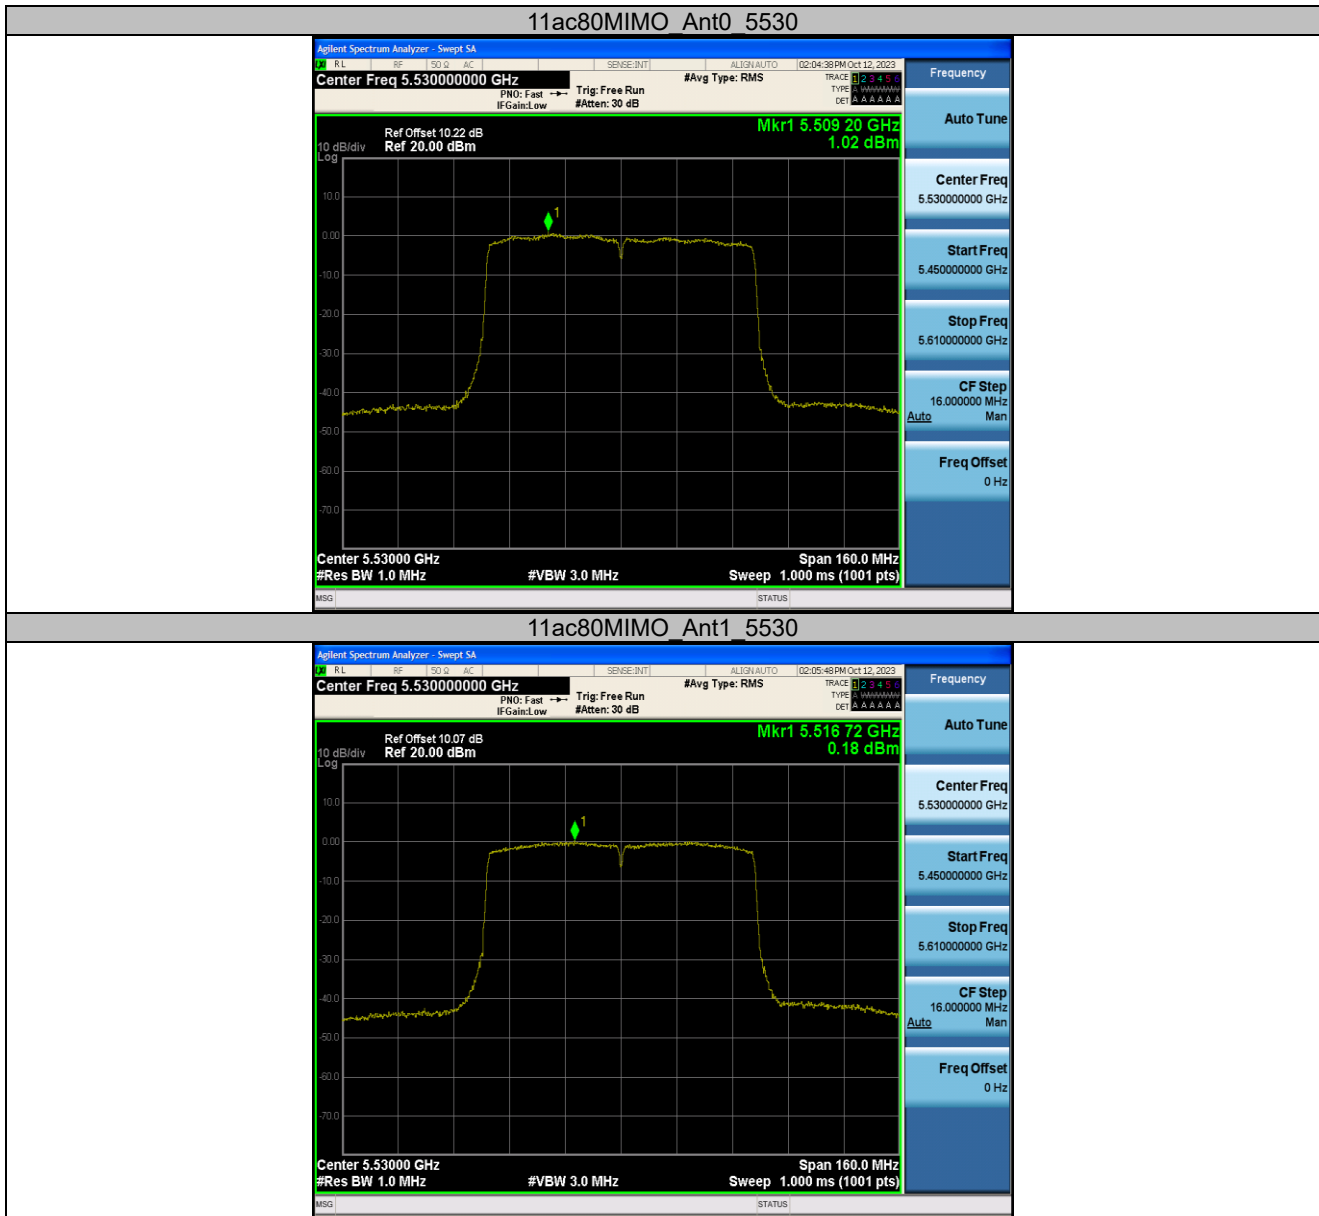 11ac80MIMO_Ant0_5530
Agilent Spectrum Analyzer - Swept SA
RL RF 50 Ω AC SENSE:INT ALIGN AUTO 02:04:38 PM Oct 12, 2023
Center Freq 5.530000000 GHz
#Avg Type: RMS
TRACE 1 2 3 4 5 6
PNO: Fast
Trig: Free Run
TYPE A
IFGain:Low
#Atten: 30 dB
DET A A A A A A
Mkr1 5.509 20 GHz
Ref Offset 10.22 dB
1.02 dBm
10 dB/div Ref 20.00 dBm
Log
10.0
1
0.00
-10.0
-20.0
-30.0
-40.0
-50.0
-60.0
-70.0
Center 5.53000 GHz Span 160.0 MHz
#Res BW 1.0 MHz #VBW 3.0 MHz Sweep 1.000 ms (1001 pts)
MSG STATUS
Frequency
Auto Tune
Center Freq
5.530000000 GHz
Start Freq
5.450000000 GHz
Stop Freq
5.610000000 GHz
CF Step
16.000000 MHz
Auto Man
Freq Offset
0 Hz
11ac80MIMO_Ant1_5530
Agilent Spectrum Analyzer - Swept SA
RL RF 50 Ω AC SENSE:INT ALIGN AUTO 02:05:48 PM Oct 12, 2023
Center Freq 5.530000000 GHz
#Avg Type: RMS
TRACE 1 2 3 4 5 6
PNO: Fast
Trig: Free Run
TYPE A
IFGain:Low
#Atten: 30 dB
DET A A A A A A
Mkr1 5.516 72 GHz
Ref Offset 10.07 dB
0.18 dBm
10 dB/div Ref 20.00 dBm
Log
10.0
1
0.00
-10.0
-20.0
-30.0
-40.0
-50.0
-60.0
-70.0
Center 5.53000 GHz Span 160.0 MHz
#Res BW 1.0 MHz #VBW 3.0 MHz Sweep 1.000 ms (1001 pts)
MSG STATUS
Frequency
Auto Tune
Center Freq
5.530000000 GHz
Start Freq
5.450000000 GHz
Stop Freq
5.610000000 GHz
CF Step
16.000000 MHz
Auto Man
Freq Offset
0 Hz